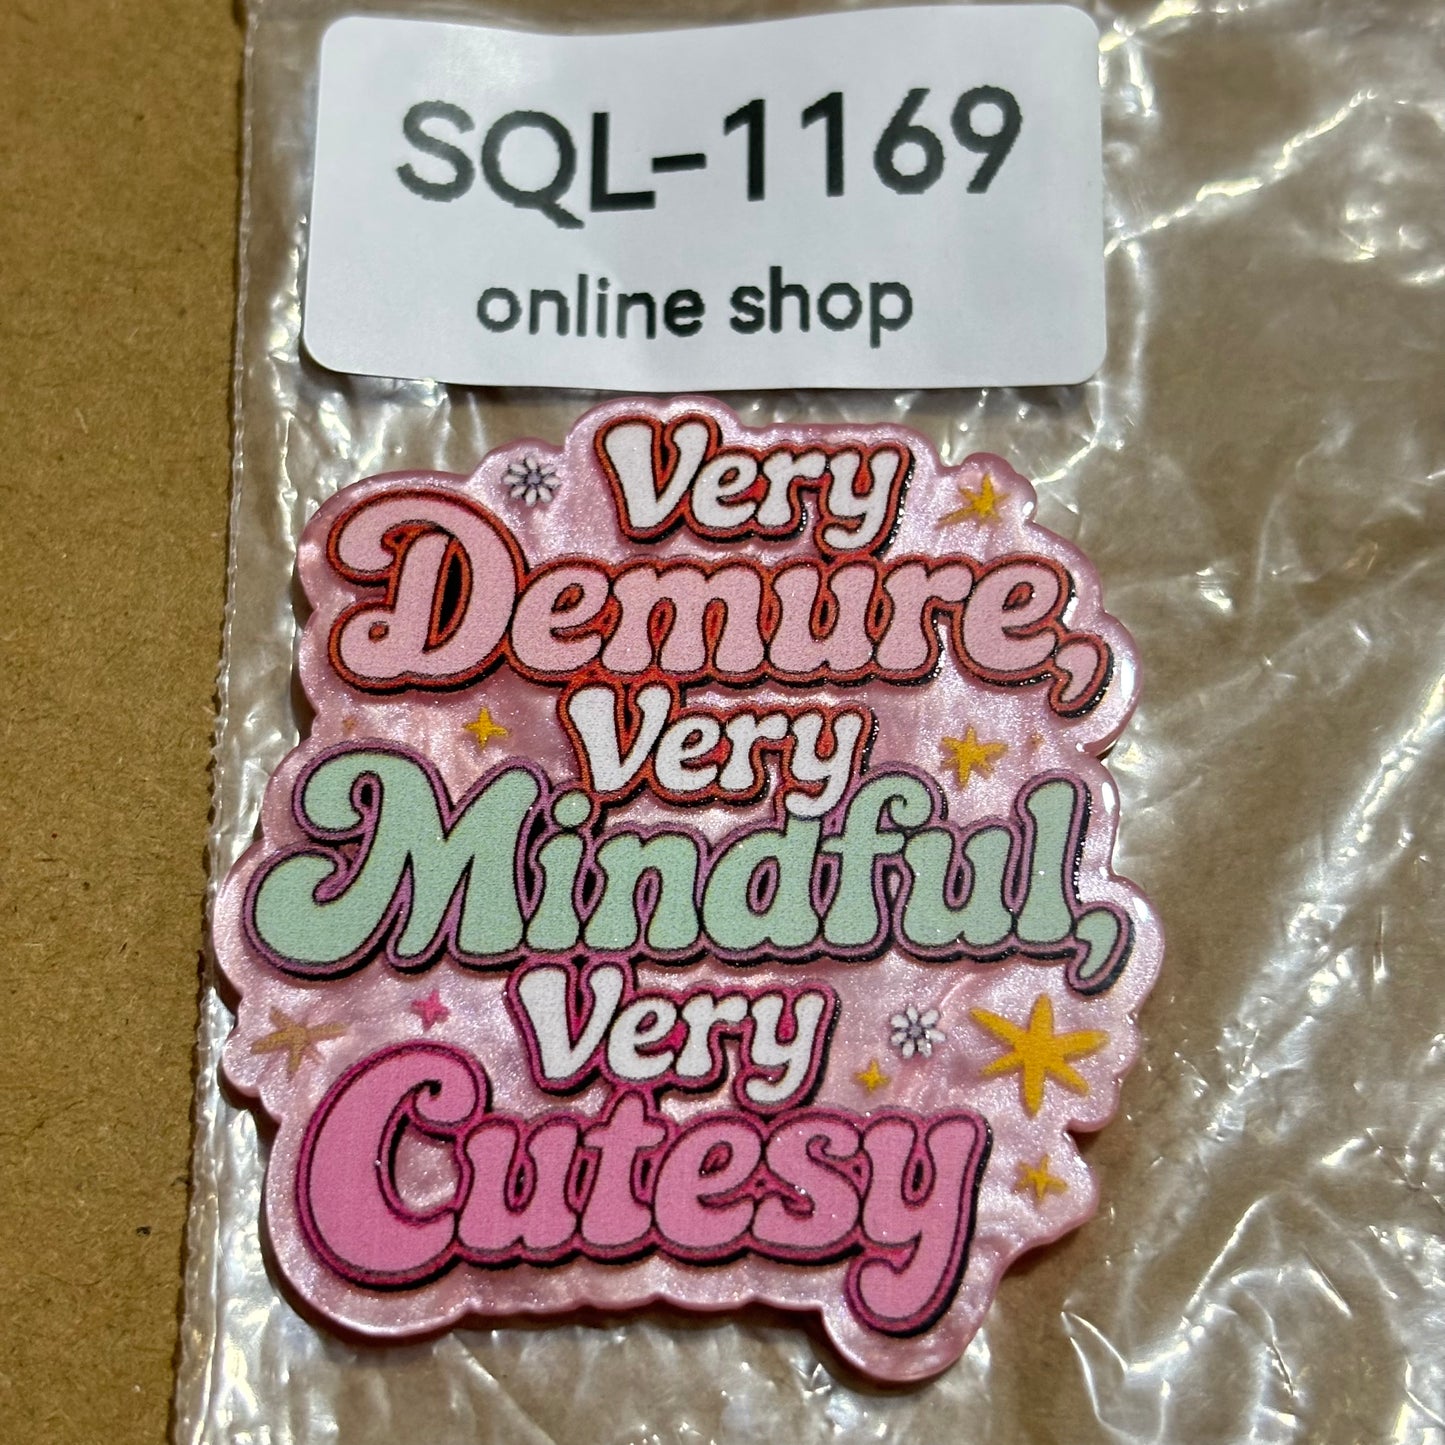 SQL-1169
online shop
Very
Demure,
Very
Mindful,
Very
Cutesy